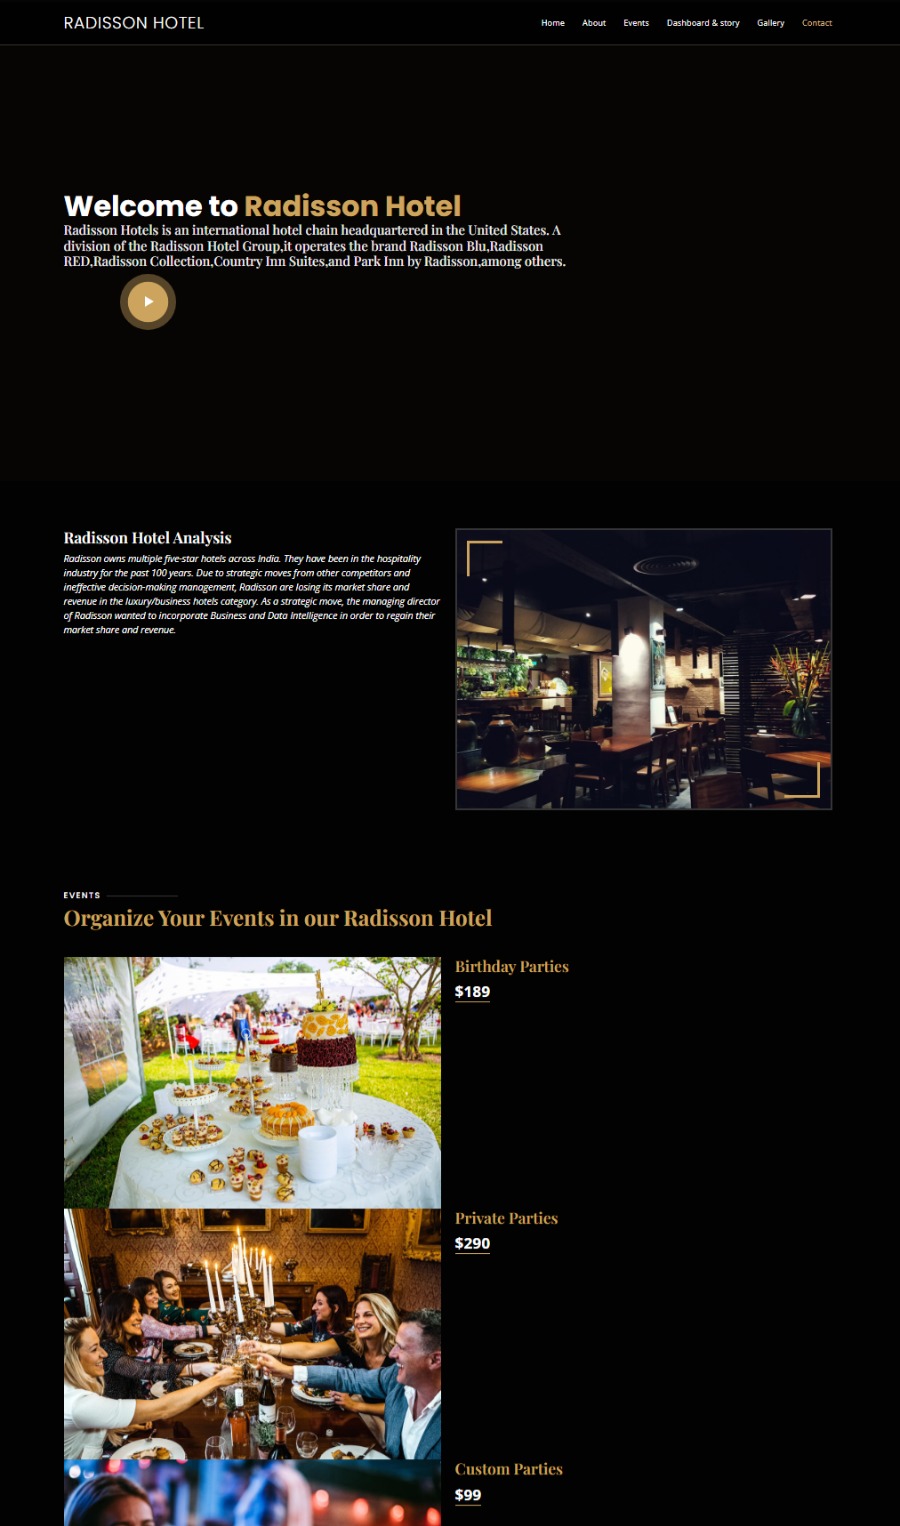 RADISSON HOTEL
Home About Events Dashboard & story Gallery Contact
Welcome to Radisson Hotel
Radisson Hotels is an international hotel chain headquartered in the United States. A
division of the Radisson Hotel Group,it operates the brand Radisson Blu,Radisson
RED,Radisson Collection,Country Inn Suites,and Park Inn by Radisson,among others.
Radisson Hotel Analysis
Radisson owns multiple five-star hotels across India. They have been in the hospitality
industry for the past 100 years. Due to strategic moves from other competitors and
ineffective decision-making management, Radisson are losing its market share and
revenue in the luxury/business hotels category. As a strategic move, the managing director
of Radisson wanted to incorporate Business and Data Intelligence in order to regain their
market share and revenue.
EVENTS
Organize Your Events in our Radisson Hotel
Birthday Parties
$189
Private Parties
$290
Custom Parties
$99